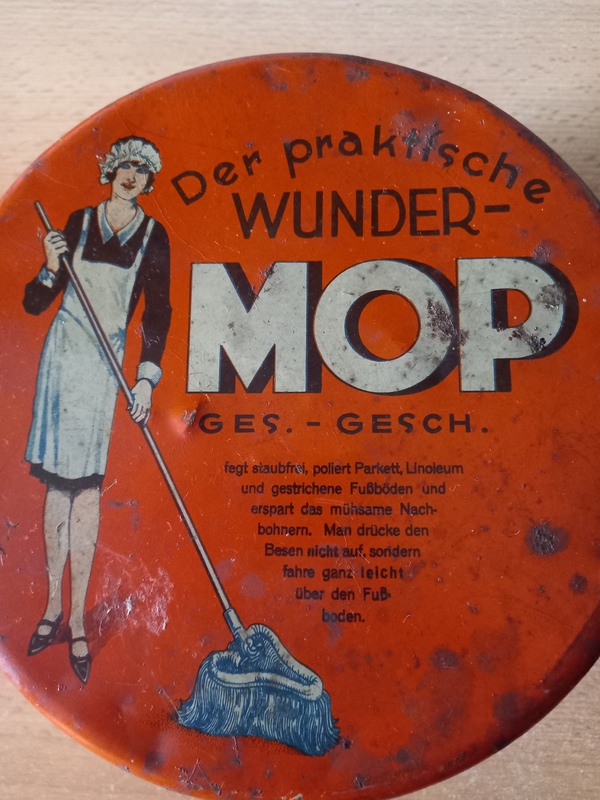 Der praktische
WUNDER-
MOP
GES.-GESCH.
fegt staubfrei, poliert Parkett, Linoleum
und gestrichene Fußböden und
erspart das mühsame Nach-
bohnern. Man drücke den
Besen nicht auf, sondern
fahre ganz leicht
über den Fuß-
boden.